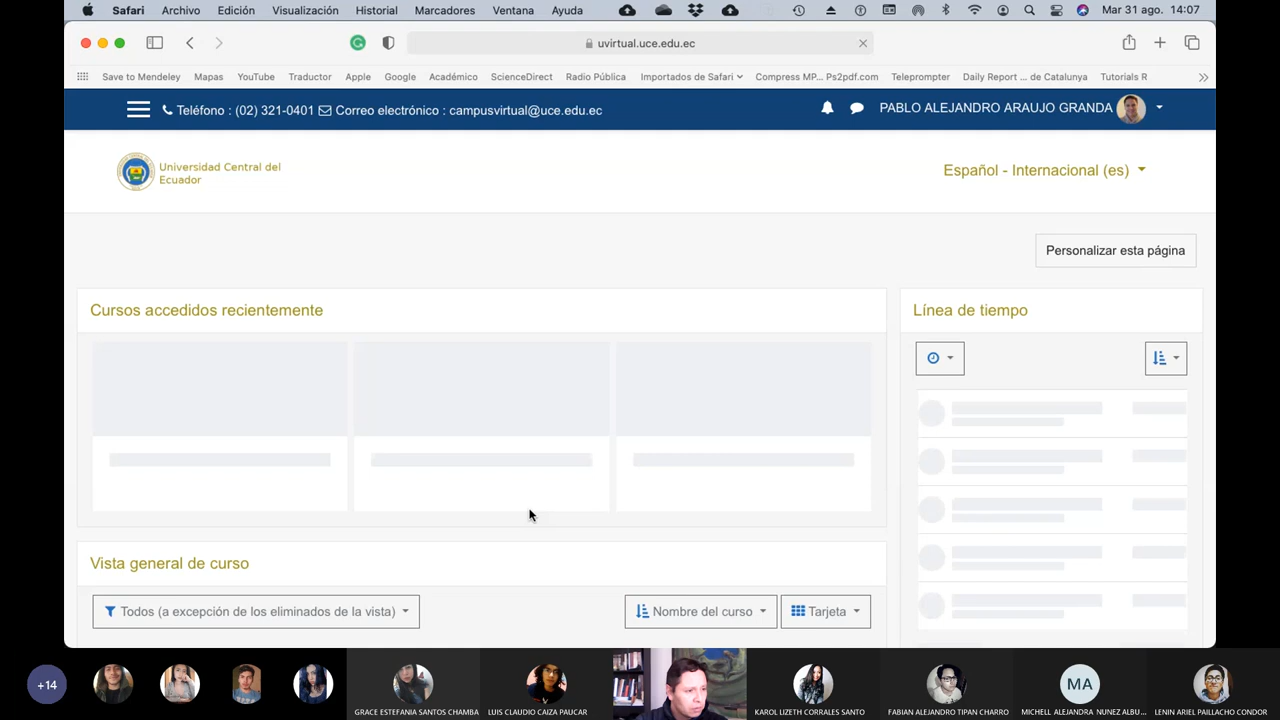 Safari Archivo Edición Visualización Historial Marcadores Ventana Ayuda Mar 31 ago. 14:07
uvirtual.uce.edu.ec
Save to Mendeley Mapas YouTube Traductor Apple Google Académico ScienceDirect Radio Pública Importados de Safari Compress MP... Ps2pdf.com Teleprompter Daily Report ... de Catalunya Tutorials R
Teléfono : (02) 321-0401 Correo electrónico : campusvirtual@uce.edu.ec PABLO ALEJANDRO ARAUJO GRANDA
Universidad Central del
Ecuador
Español - Internacional (es)
Personalizar esta página
Cursos accedidos recientemente
Línea de tiempo
Vista general de curso
Todos (a excepción de los eliminados de la vista) Nombre del curso Tarjeta
+14 MA
GRACE ESTEFANIA SANTOS CHAMBA LUIS CLAUDIO CAIZA PAUCAR KAROL LIZETH CORRALES SANTO FABIAN ALEJANDRO TIPAN CHARRO MICHELL ALEJANDRA NUNEZ ALBU... LENIN ARIEL PAILLACHO CONDOR